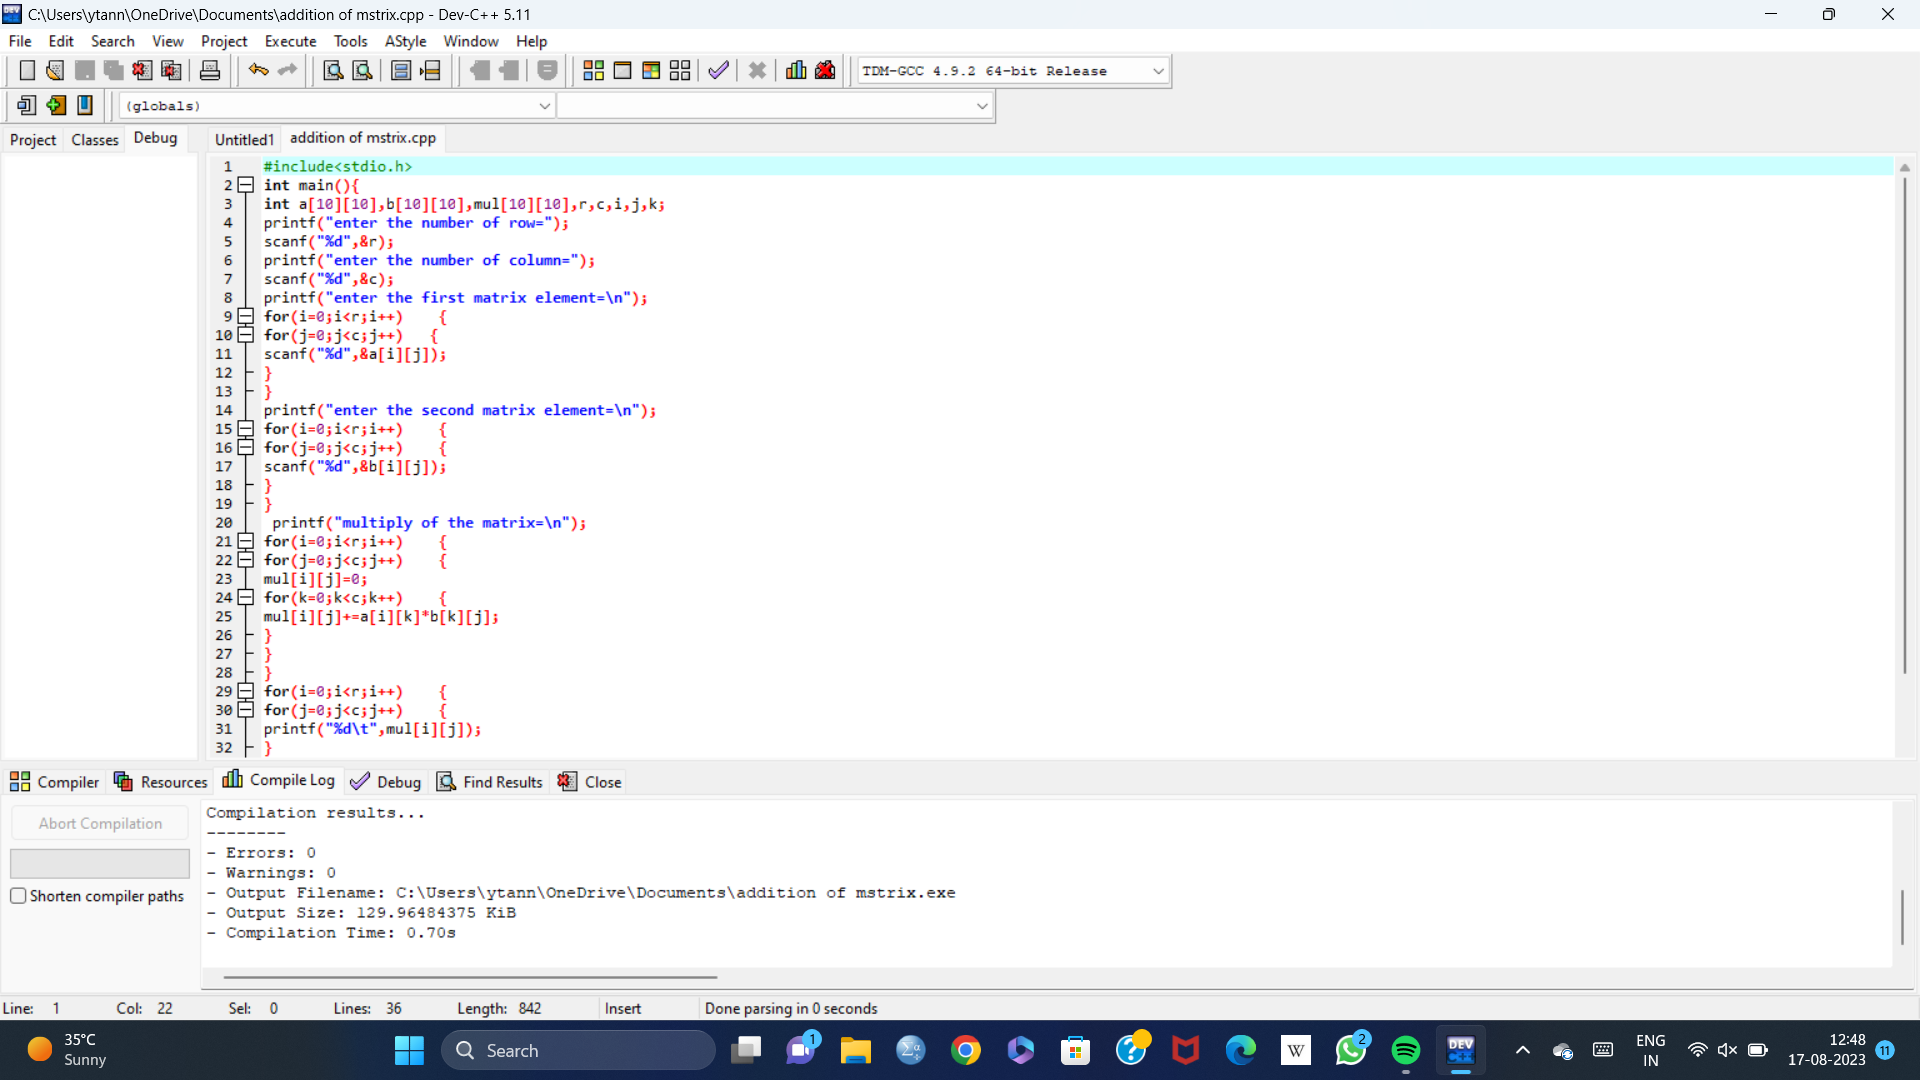 C:\Users\ytann\OneDrive\Documents\addition of mstrix.cpp - Dev-C++ 5.11
File Edit Search View Project Execute Tools AStyle Window Help
TDM-GCC 4.9.2 64-bit Release
(globals)
Project Classes Debug Untitled1 addition of mstrix.cpp
1 #include<stdio.h>
2 int main(){
3 int a[10][10],b[10][10],mul[10][10],r,c,i,j,k;
4 printf("enter the number of row=");
5 scanf("%d",&r);
6 printf("enter the number of column=");
7 scanf("%d",&c);
8 printf("enter the first matrix element=\n");
9 for(i=0;i<r;i++)    {
10 for(j=0;j<c;j++)   {
11 scanf("%d",&a[i][j]);
12 }
13 }
14 printf("enter the second matrix element=\n");
15 for(i=0;i<r;i++)    {
16 for(j=0;j<c;j++)    {
17 scanf("%d",&b[i][j]);
18 }
19 }
20  printf("multiply of the matrix=\n");
21 for(i=0;i<r;i++)    {
22 for(j=0;j<c;j++)    {
23 mul[i][j]=0;
24 for(k=0;k<c;k++)    {
25 mul[i][j]+=a[i][k]*b[k][j];
26 }
27 }
28 }
29 for(i=0;i<r;i++)    {
30 for(j=0;j<c;j++)    {
31 printf("%d\t",mul[i][j]);
32 }
Compiler Resources Compile Log Debug Find Results Close
Abort Compilation
Shorten compiler paths
Compilation results...
--------
- Errors: 0
- Warnings: 0
- Output Filename: C:\Users\ytann\OneDrive\Documents\addition of mstrix.exe
- Output Size: 129.96484375 KiB
- Compilation Time: 0.70s
Line: 1 Col: 22 Sel: 0 Lines: 36 Length: 842 Insert Done parsing in 0 seconds
35°C
Sunny
Search
1
W
2
DEV
ENG
IN
12:48
17-08-2023
11